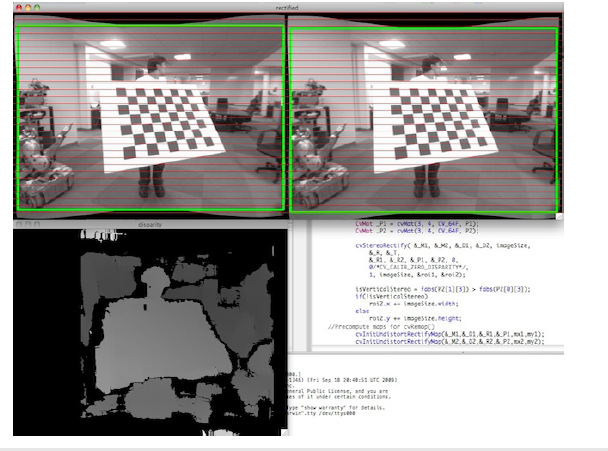 rectified
disparity
CvMat _P1 = cvMat(3, 4, CV_64F, P1);
CvMat _P2 = cvMat(3, 4, CV_64F, P2);
cvStereoRectify( &_M1, &_M2, &_D1, &_D2, imageSize,
&_R, &_T,
&_R1, &_R2, &_P1, &_P2, 0,
0/*CV_CALIB_ZERO_DISPARITY*/,
1, imageSize, &roi1, &roi2);
isVerticalStereo = fabs(P2[1][3]) > fabs(P2[0][3]);
if(!isVerticalStereo)
roi2.x += imageSize.width;
else
roi2.y += imageSize.height;
//Precompute maps for cvRemap()
cvInitUndistortRectifyMap(&_M1,&_D1,&_R1,&_P1,mx1,my1);
cvInitUndistortRectifyMap(&_M2,&_D2,&_R2,&_P2,mx2,my2);
(Fri Sep 18 20:40:51 UTC 2009)
nc.
eneral Public License, and you are
es of it under certain conditions.
ype "show warranty" for details.
arwin".tty /dev/ttys000